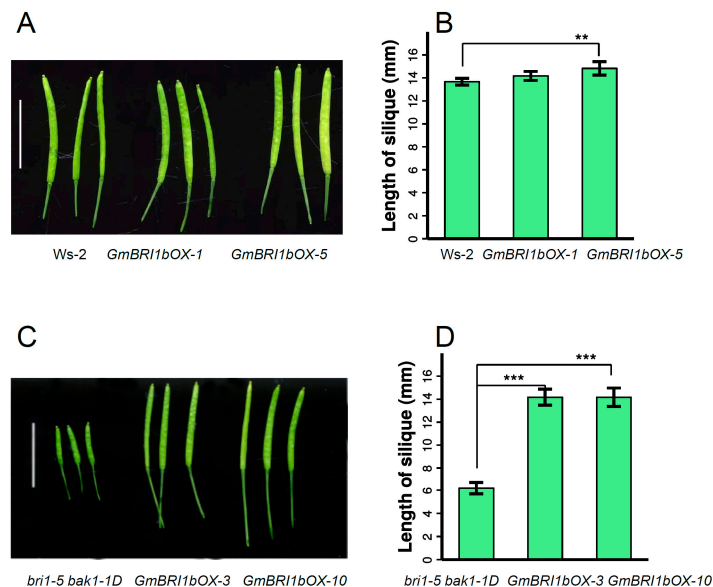 A
Ws-2 GmBRI1bOX-1 GmBRI1bOX-5
B
Length of silique (mm)
16
14
12
10
8
6
4
2
0
**
Ws-2 GmBRI1bOX-1 GmBRI1bOX-5
C
bri1-5 bak1-1D GmBRI1bOX-3 GmBRI1bOX-10
D
Length of silique (mm)
16
14
12
10
8
6
4
2
0
***
***
bri1-5 bak1-1D GmBRI1bOX-3 GmBRI1bOX-10